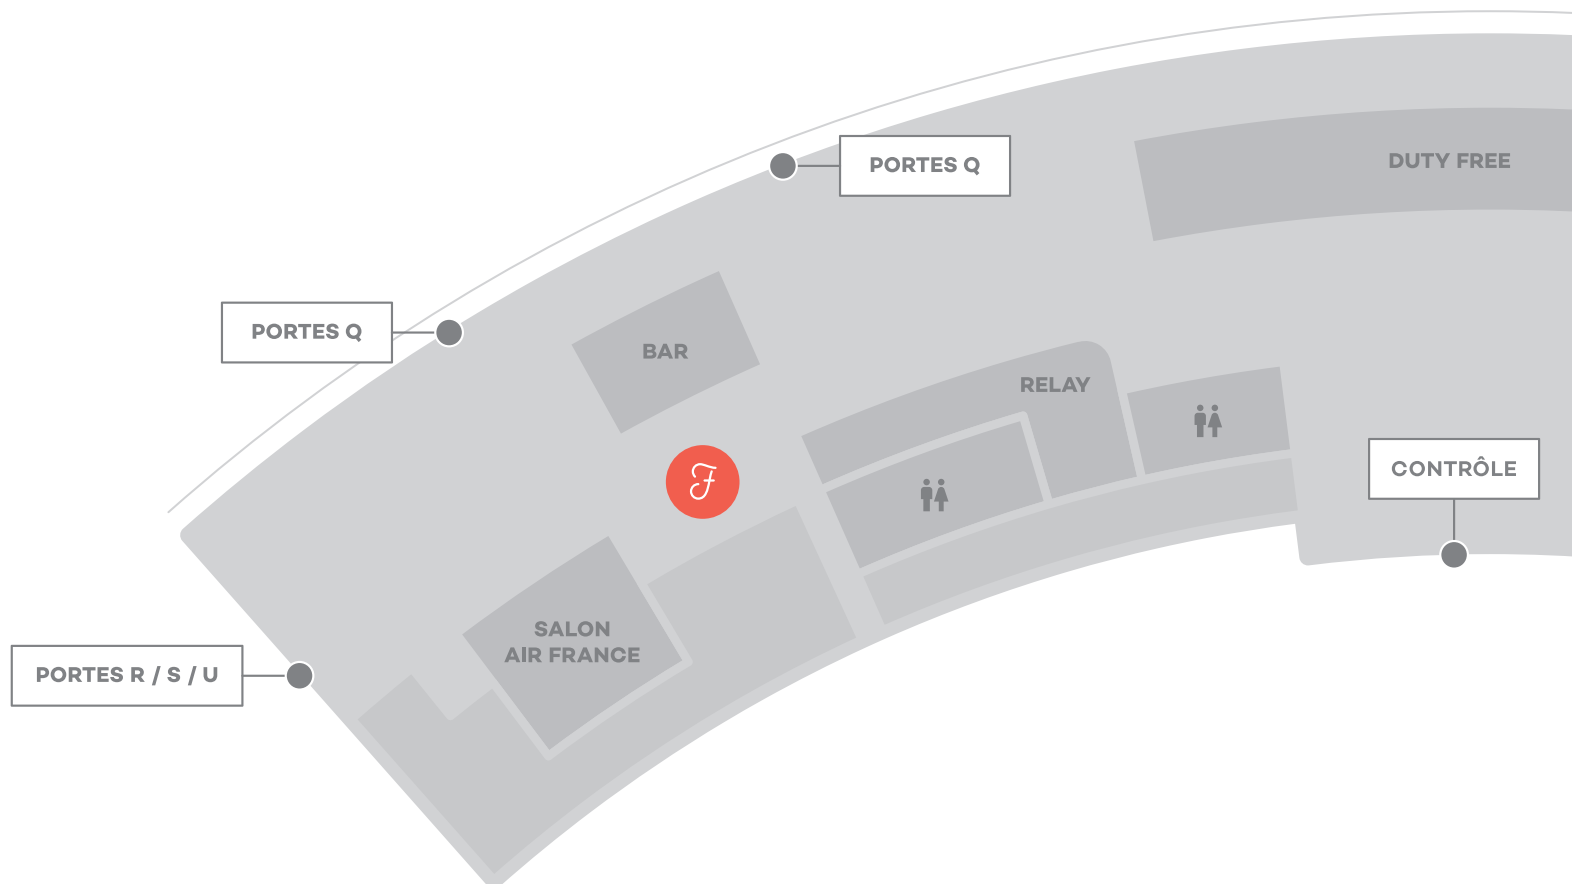 PORTES Q
DUTY FREE
PORTES Q
BAR
RELAY
CONTRÔLE
F
SALON
AIR FRANCE
PORTES R / S / U